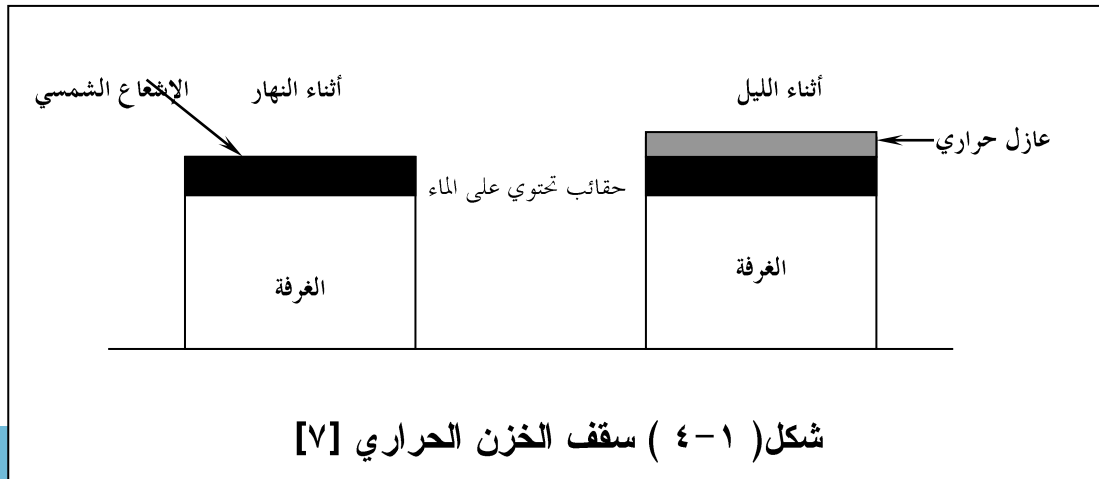 أثناء الليل
أثناء النهار
الإشعاع الشمسي
عازل حراري
حقائب تحتوي على الماء
الغرفة
الغرفة
شكل( ١-٤ ) سقف الخزن الحراري [٧]